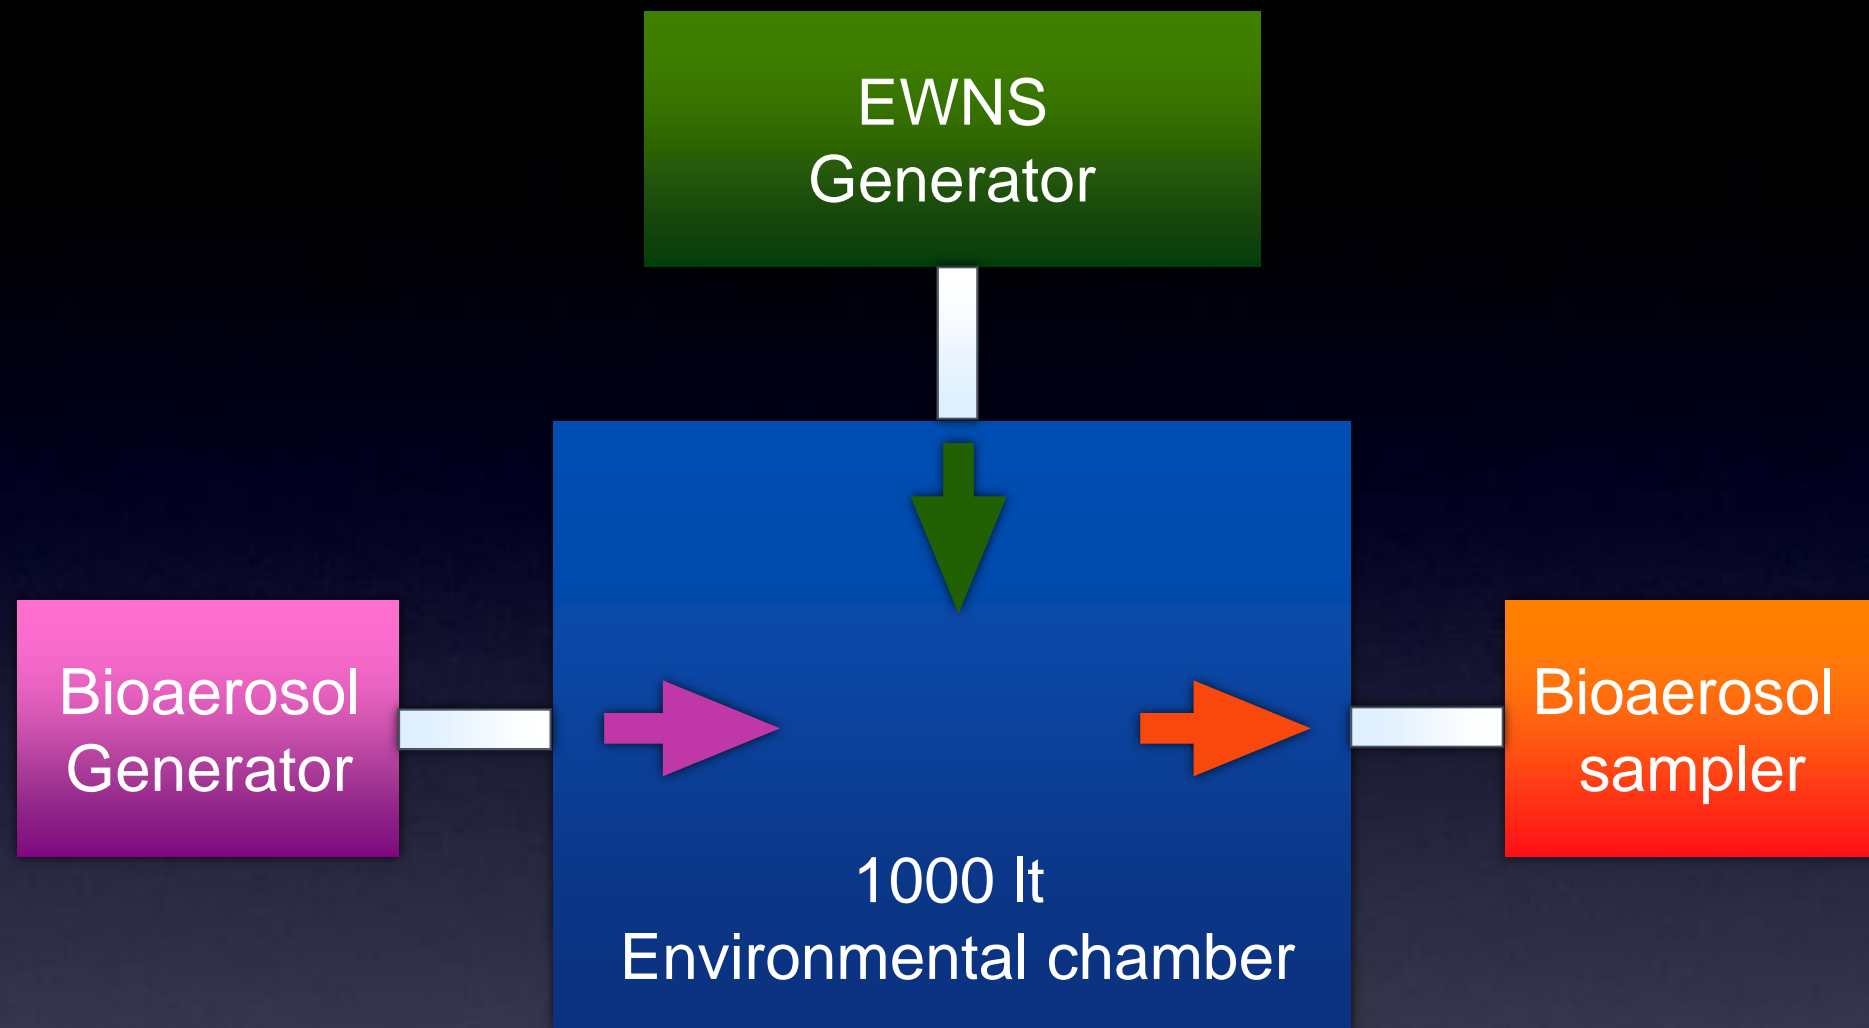 EWNS
Generator
Bioaerosol
Generator
Bioaerosol
sampler
1000 lt
Environmental chamber